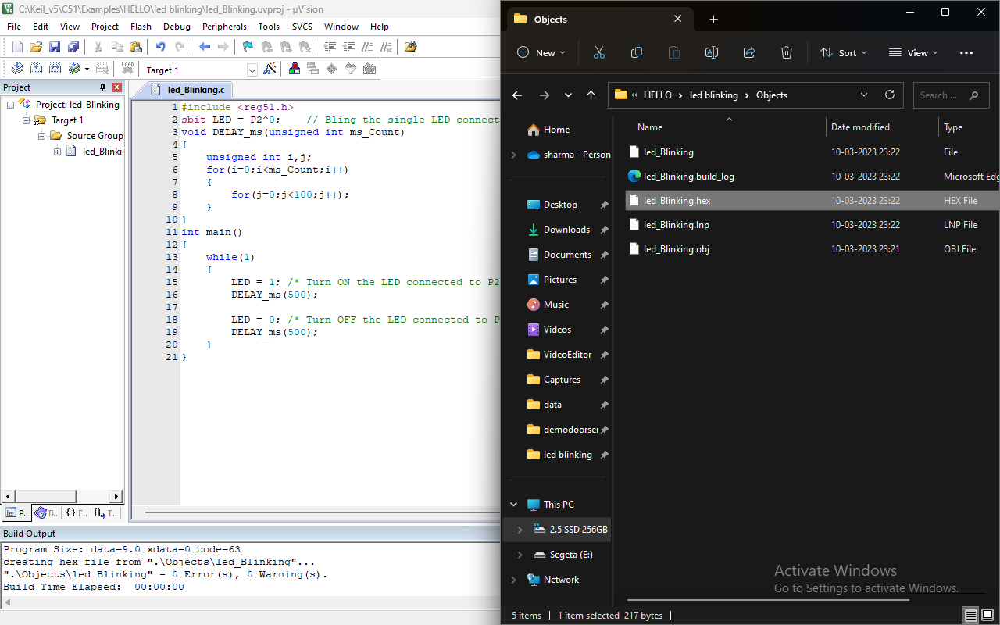 C:\Keil_v5\C51\Examples\HELLO\led blinking\led_Blinking.uvproj - µVision
File Edit View Project Flash Debug Peripherals Tools SVCS Window Help
LOAD
Target 1
Project
led_Blinking.c
Project: led_Blinking
Target 1
Source Group
led_Blinki
1 #include <reg51.h>
2 sbit LED = P2^0; // Bling the single LED connect
3 void DELAY_ms(unsigned int ms_Count)
4 {
5 unsigned int i,j;
6 for(i=0;i<ms_Count;i++)
7 {
8 for(j=0;j<100;j++);
9 }
10 }
11 int main()
12 {
13 while(1)
14 {
15 LED = 1; /* Turn ON the LED connected to P2
16 DELAY_ms(500);
17
18 LED = 0; /* Turn OFF the LED connected to P
19 DELAY_ms(500);
20 }
21 }
P.. B.. {} F.. T..
Build Output
Program Size: data=9.0 xdata=0 code=63
creating hex file from ".\Objects\led_Blinking"...
".\Objects\led_Blinking" - 0 Error(s), 0 Warning(s).
Build Time Elapsed:  00:00:00
Objects
New Sort View
HELLO led blinking Objects
Search ...
Home
sharma - Person
Desktop
Downloads
Documents
Pictures
Music
Videos
VideoEditor
Captures
data
demodoorser
led blinking
This PC
2.5 SSD 256GB
Segeta (E:)
Network
Name Date modified Type
led_Blinking 10-03-2023 23:22 File
led_Blinking.build_log 10-03-2023 23:22 Microsoft Edg
led_Blinking.hex 10-03-2023 23:22 HEX File
led_Blinking.lnp 10-03-2023 23:22 LNP File
led_Blinking.obj 10-03-2023 23:21 OBJ File
Activate Windows
Go to Settings to activate Windows.
5 items 1 item selected 217 bytes